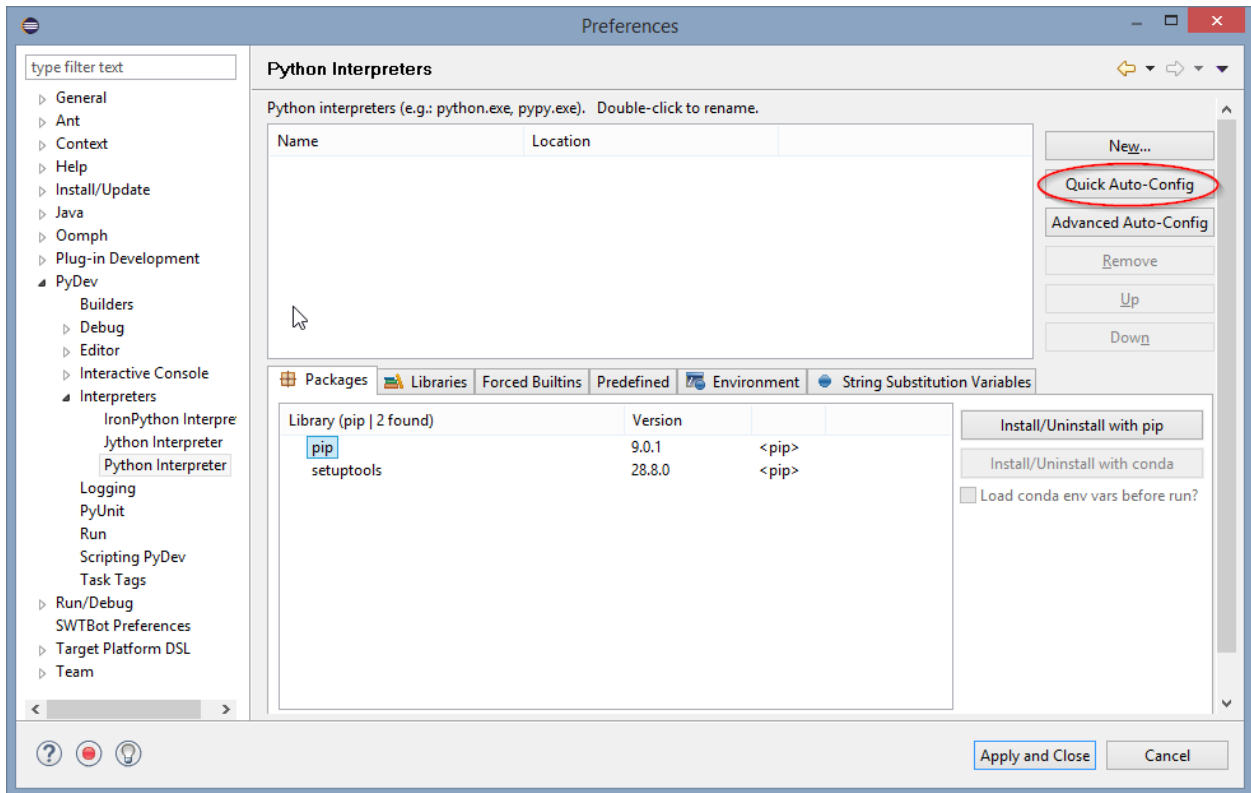 Preferences
type filter text
General
Ant
Context
Help
Install/Update
Java
Oomph
Plug-in Development
PyDev
Builders
Debug
Editor
Interactive Console
Interpreters
IronPython Interpre
Jython Interpreter
Python Interpreter
Logging
PyUnit
Run
Scripting PyDev
Task Tags
Run/Debug
SWTBot Preferences
Target Platform DSL
Team
Python Interpreters
Python interpreters (e.g.: python.exe, pypy.exe). Double-click to rename.
Name Location
New...
Quick Auto-Config
Advanced Auto-Config
Remove
Up
Down
Packages Libraries Forced Builtins Predefined Environment String Substitution Variables
Library (pip | 2 found) Version
pip 9.0.1 <pip>
setuptools 28.8.0 <pip>
Install/Uninstall with pip
Install/Uninstall with conda
Load conda env vars before run?
Apply and Close Cancel